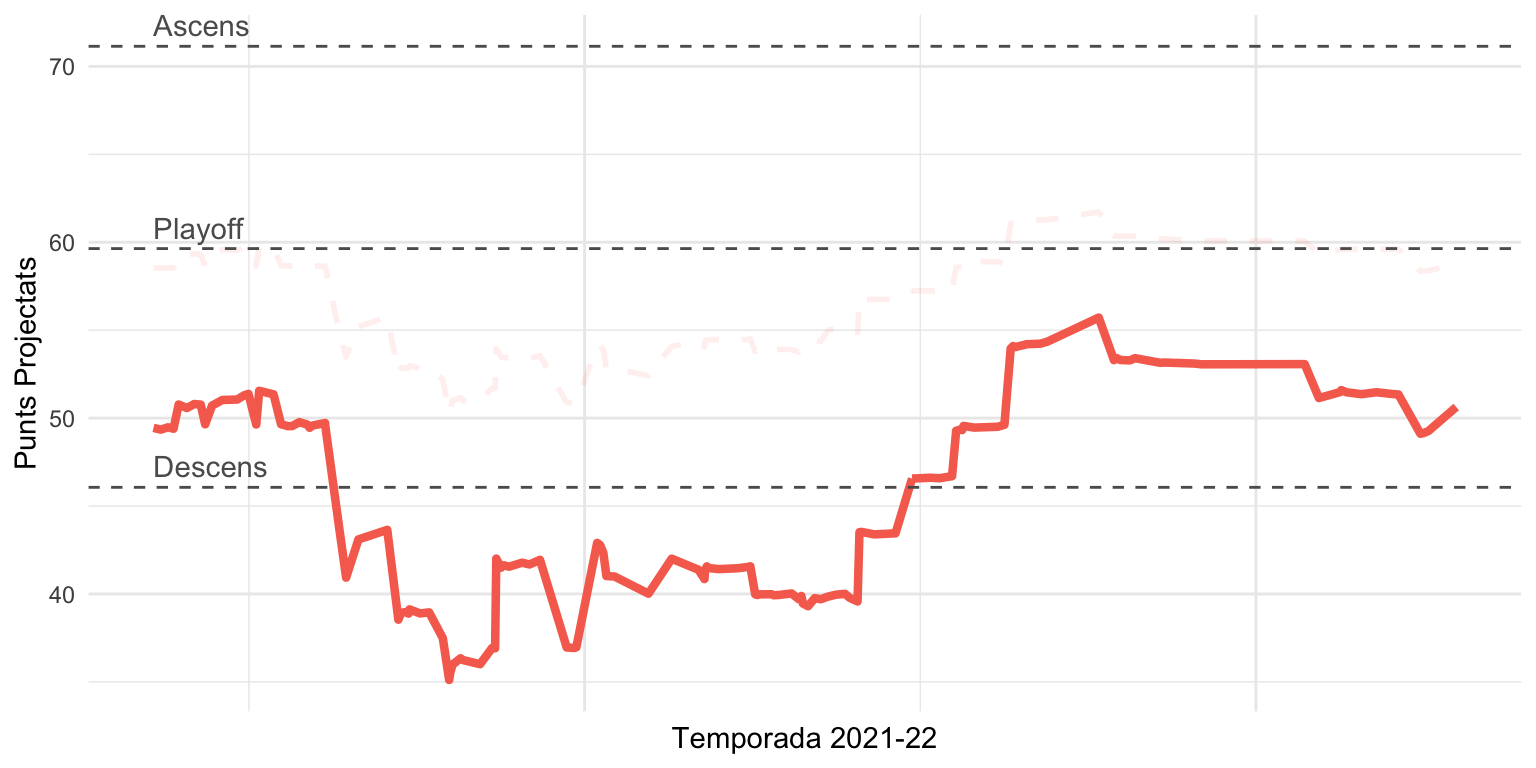 Ascens
70
Playoff
60
Punts Projectats
50
Descens
40
Temporada 2021-22